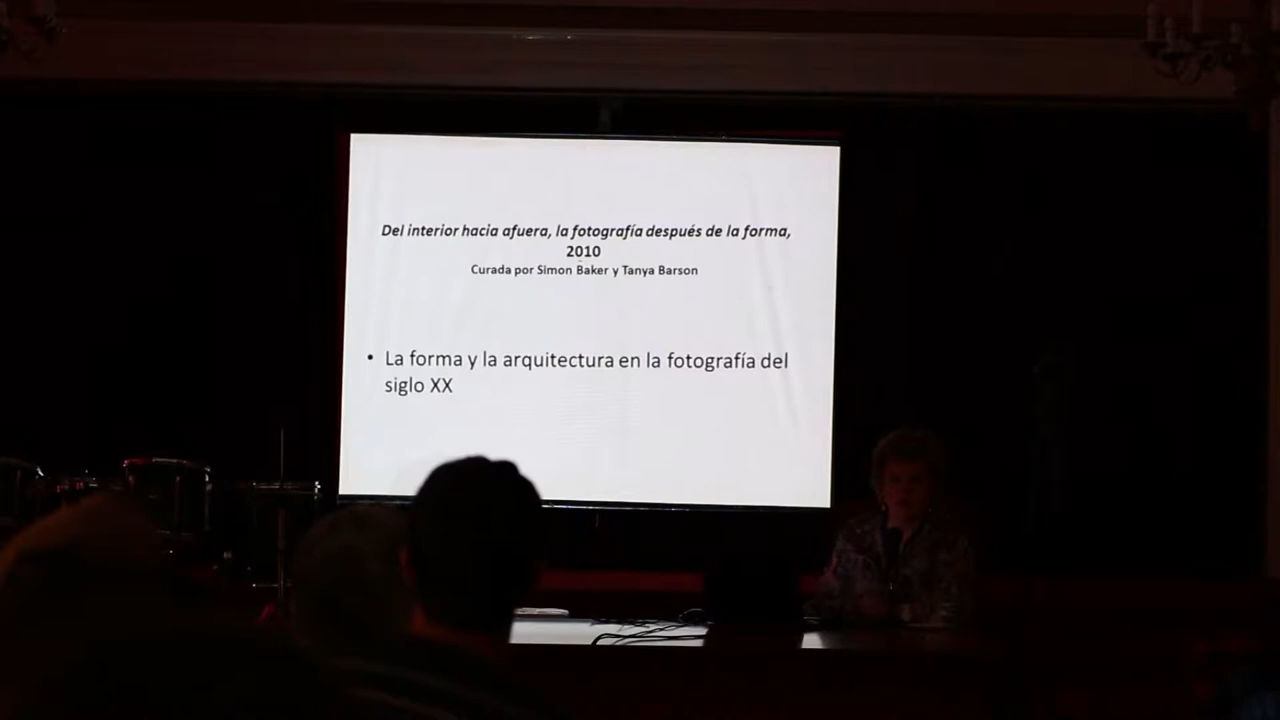 Del interior hacia afuera, la fotografía después de la forma,
2010
Curada por Simon Baker y Tanya Barson
• La forma y la arquitectura en la fotografía del
siglo XX